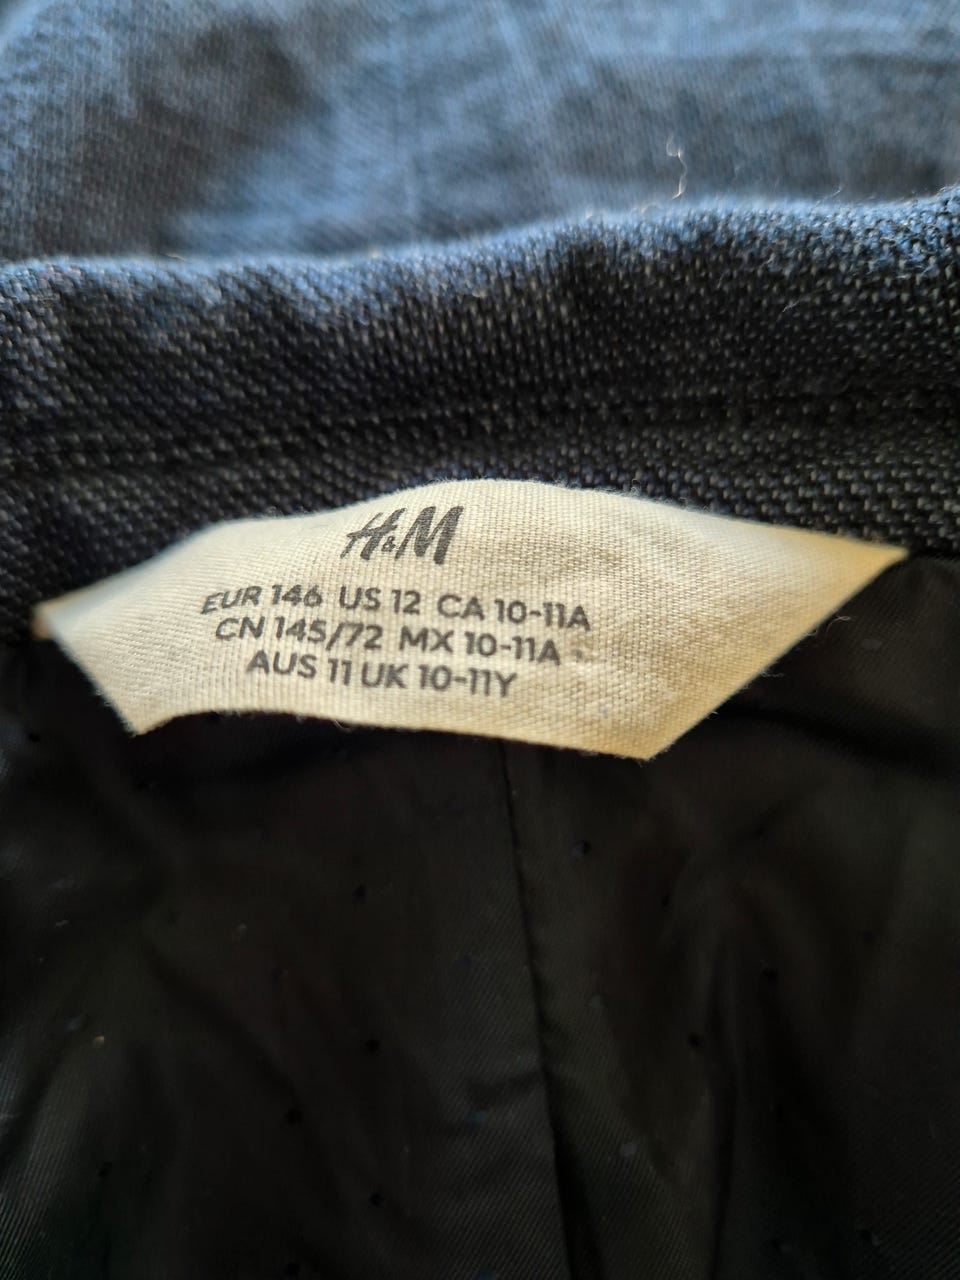 H&M
EUR 146 US 12 CA 10-11A
CN 145/72 MX 10-11A
AUS 11 UK 10-11Y